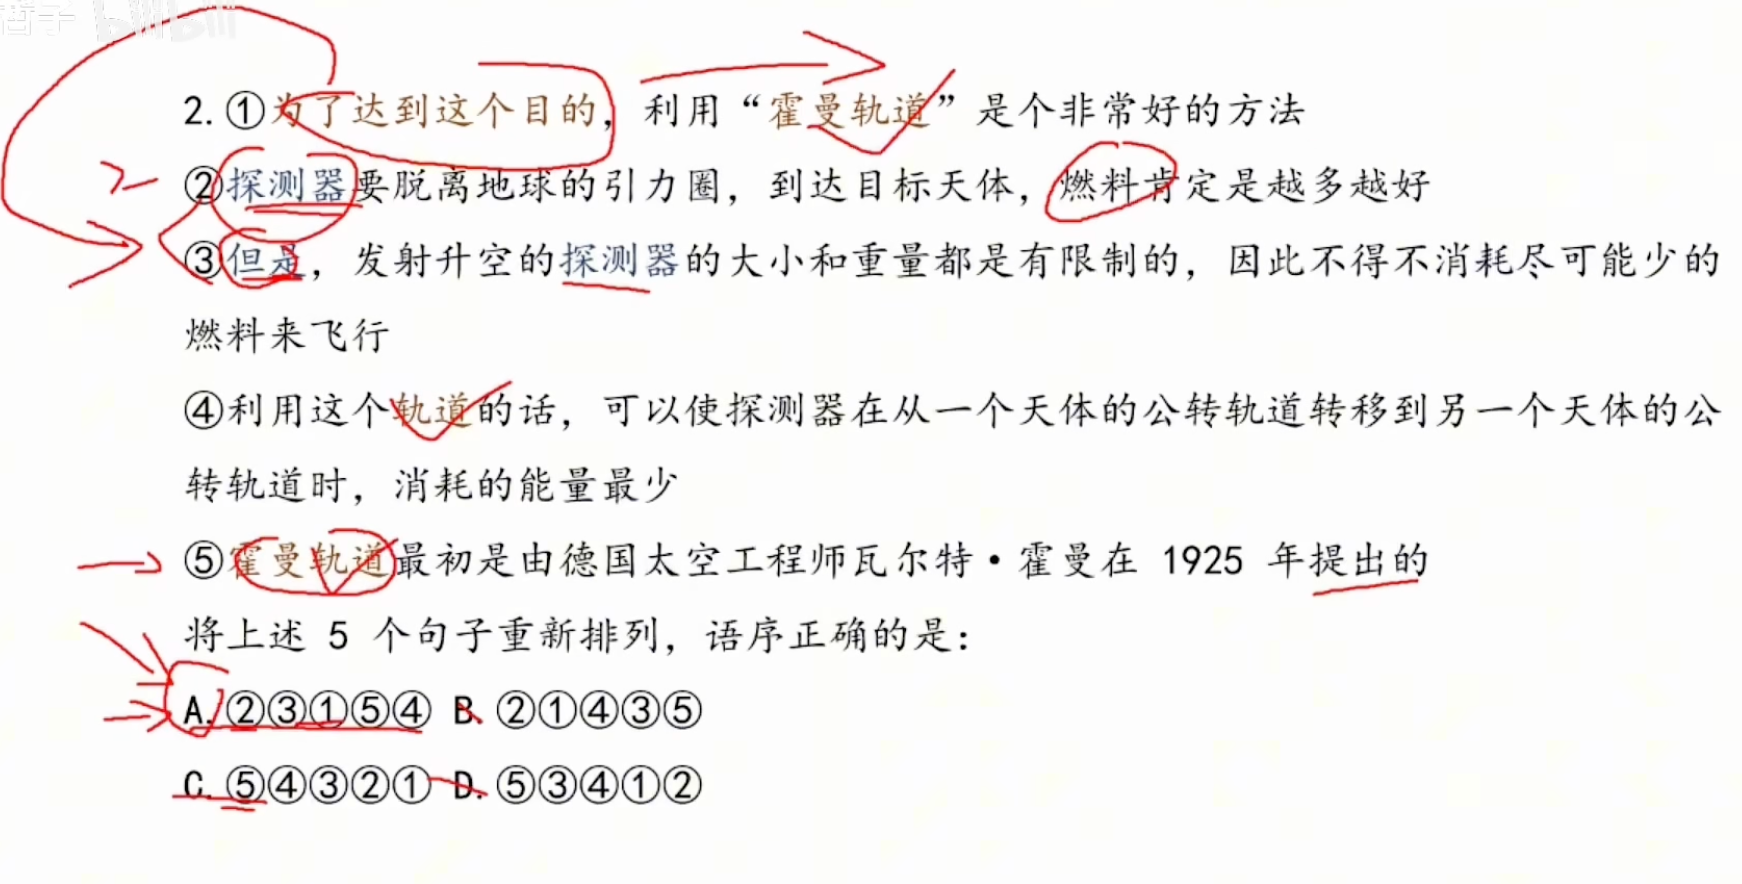 2. ①为了达到这个目的，利用“霍曼轨道”是个非常好的方法
②探测器要脱离地球的引力圈，到达目标天体，燃料肯定是越多越好
③但是，发射升空的探测器的大小和重量都是有限制的，因此不得不消耗尽可能少的
燃料来飞行
④利用这个轨道的话，可以使探测器在从一个天体的公转轨道转移到另一个天体的公
转轨道时，消耗的能量最少
⑤霍曼轨道最初是由德国太空工程师瓦尔特·霍曼在 1925 年提出的
将上述 5 个句子重新排列，语序正确的是：
A. ②③①⑤④ B. ②①④③⑤
C. ⑤④③②① D. ⑤③④①②